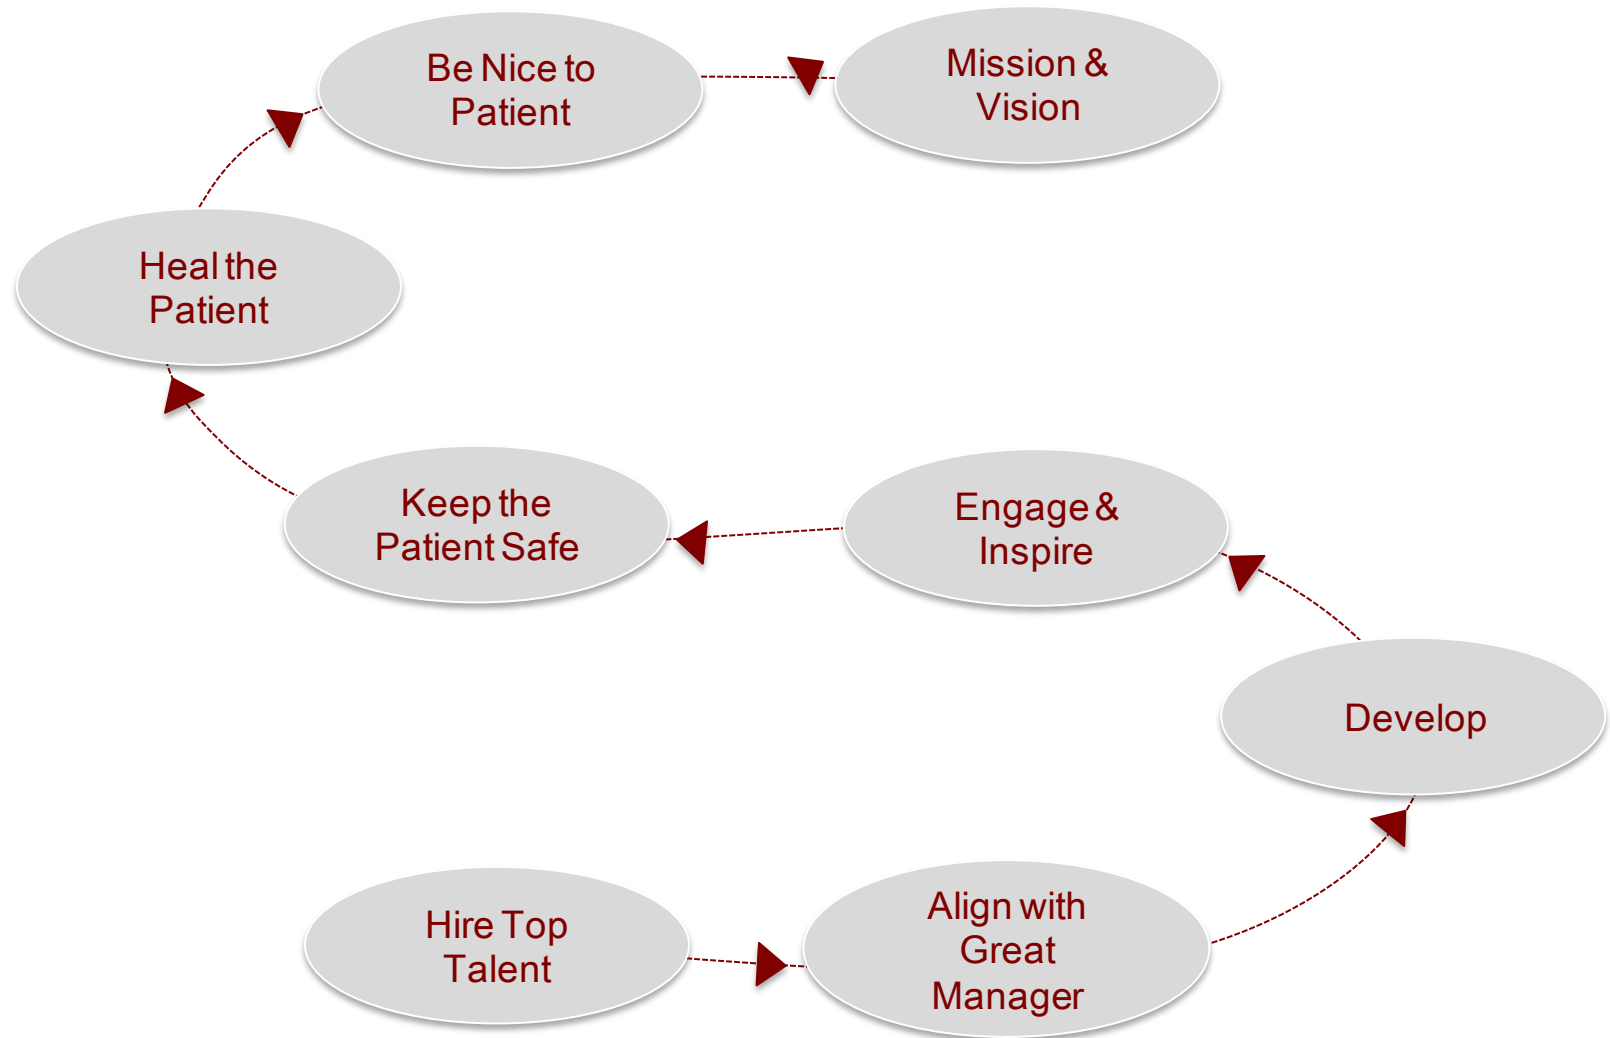 Be Nice to
Patient
Mission &
Vision
Heal the
Patient
Keep the
Patient Safe
Engage &
Inspire
Develop
Hire Top
Talent
Align with
Great
Manager